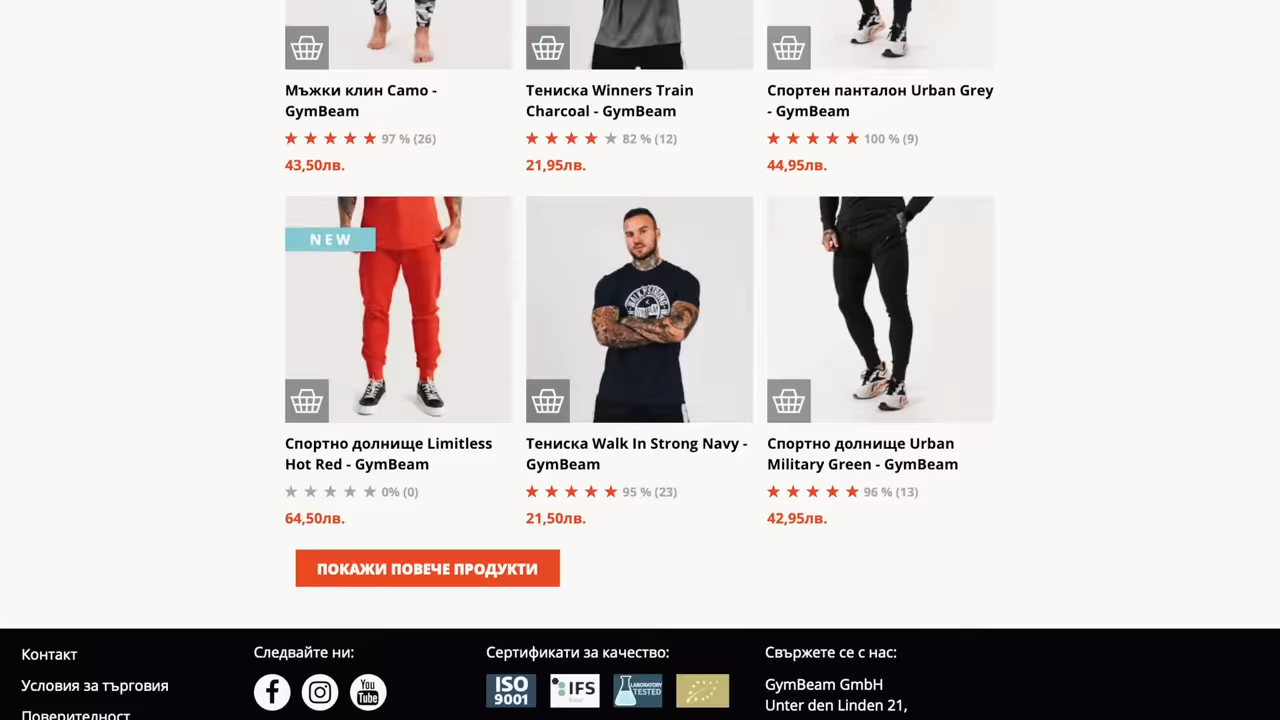 Мъжки клин Camo -
GymBeam
97 % (26)
43,50лв.
Тениска Winners Train
Charcoal - GymBeam
82 % (12)
21,95лв.
Спортен панталон Urban Grey
- GymBeam
100 % (9)
44,95лв.
NEW
Спортно долнище Limitless
Hot Red - GymBeam
0% (0)
64,50лв.
Тениска Walk In Strong Navy -
GymBeam
95 % (23)
21,50лв.
Спортно долнище Urban
Military Green - GymBeam
96 % (13)
42,95лв.
ПОКАЖИ ПОВЕЧЕ ПРОДУКТИ
Контакт
Условия за търговия
Поверителност
Следвайте ни:
You
Tube
Сертификати за качество:
ISO
9001
IFS
LABORATORY
TESTED
Свържете се с нас:
GymBeam GmbH
Unter den Linden 21,